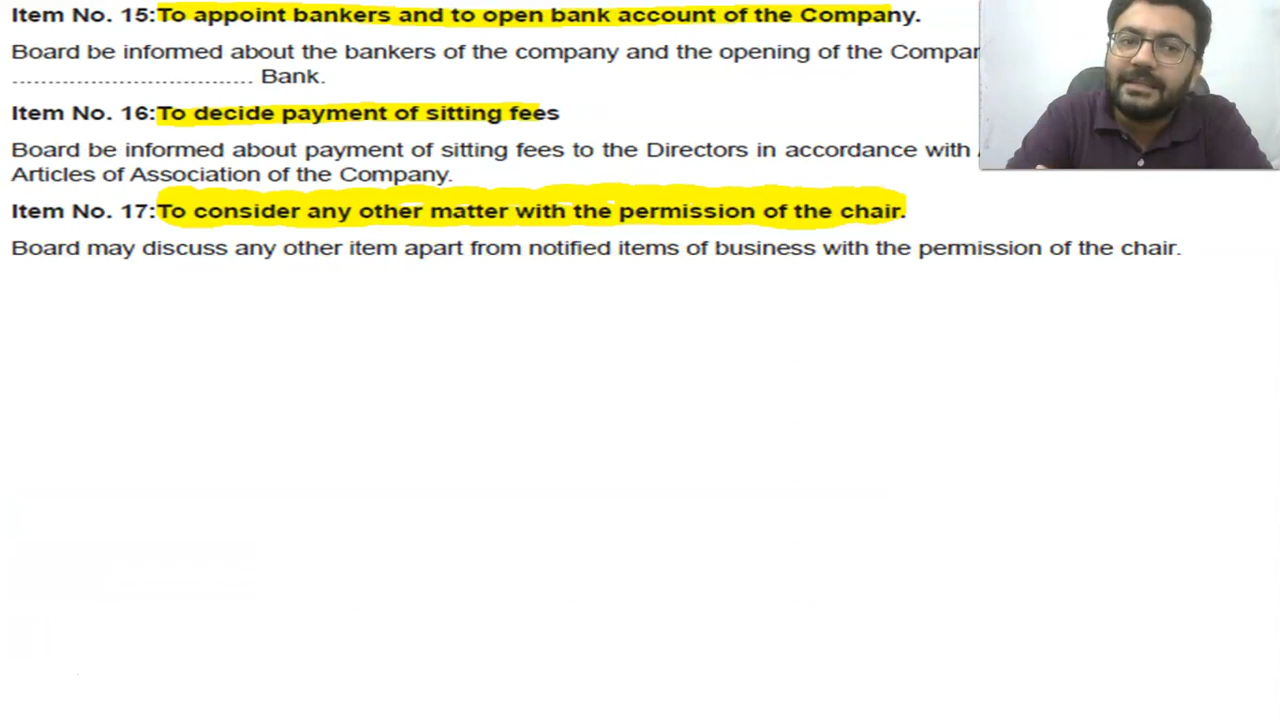 Item No. 15:To appoint bankers and to open bank account of the Company.
Board be informed about the bankers of the company and the opening of the
.................................. Bank.
Item No. 16:To decide payment of sitting fees
Board be informed about payment of sitting fees to the Directors in accordance with
Articles of Association of the Company.
Item No. 17:To consider any other matter with the permission of the chair.
Board may discuss any other item apart from notified items of business with the permission of the chair.